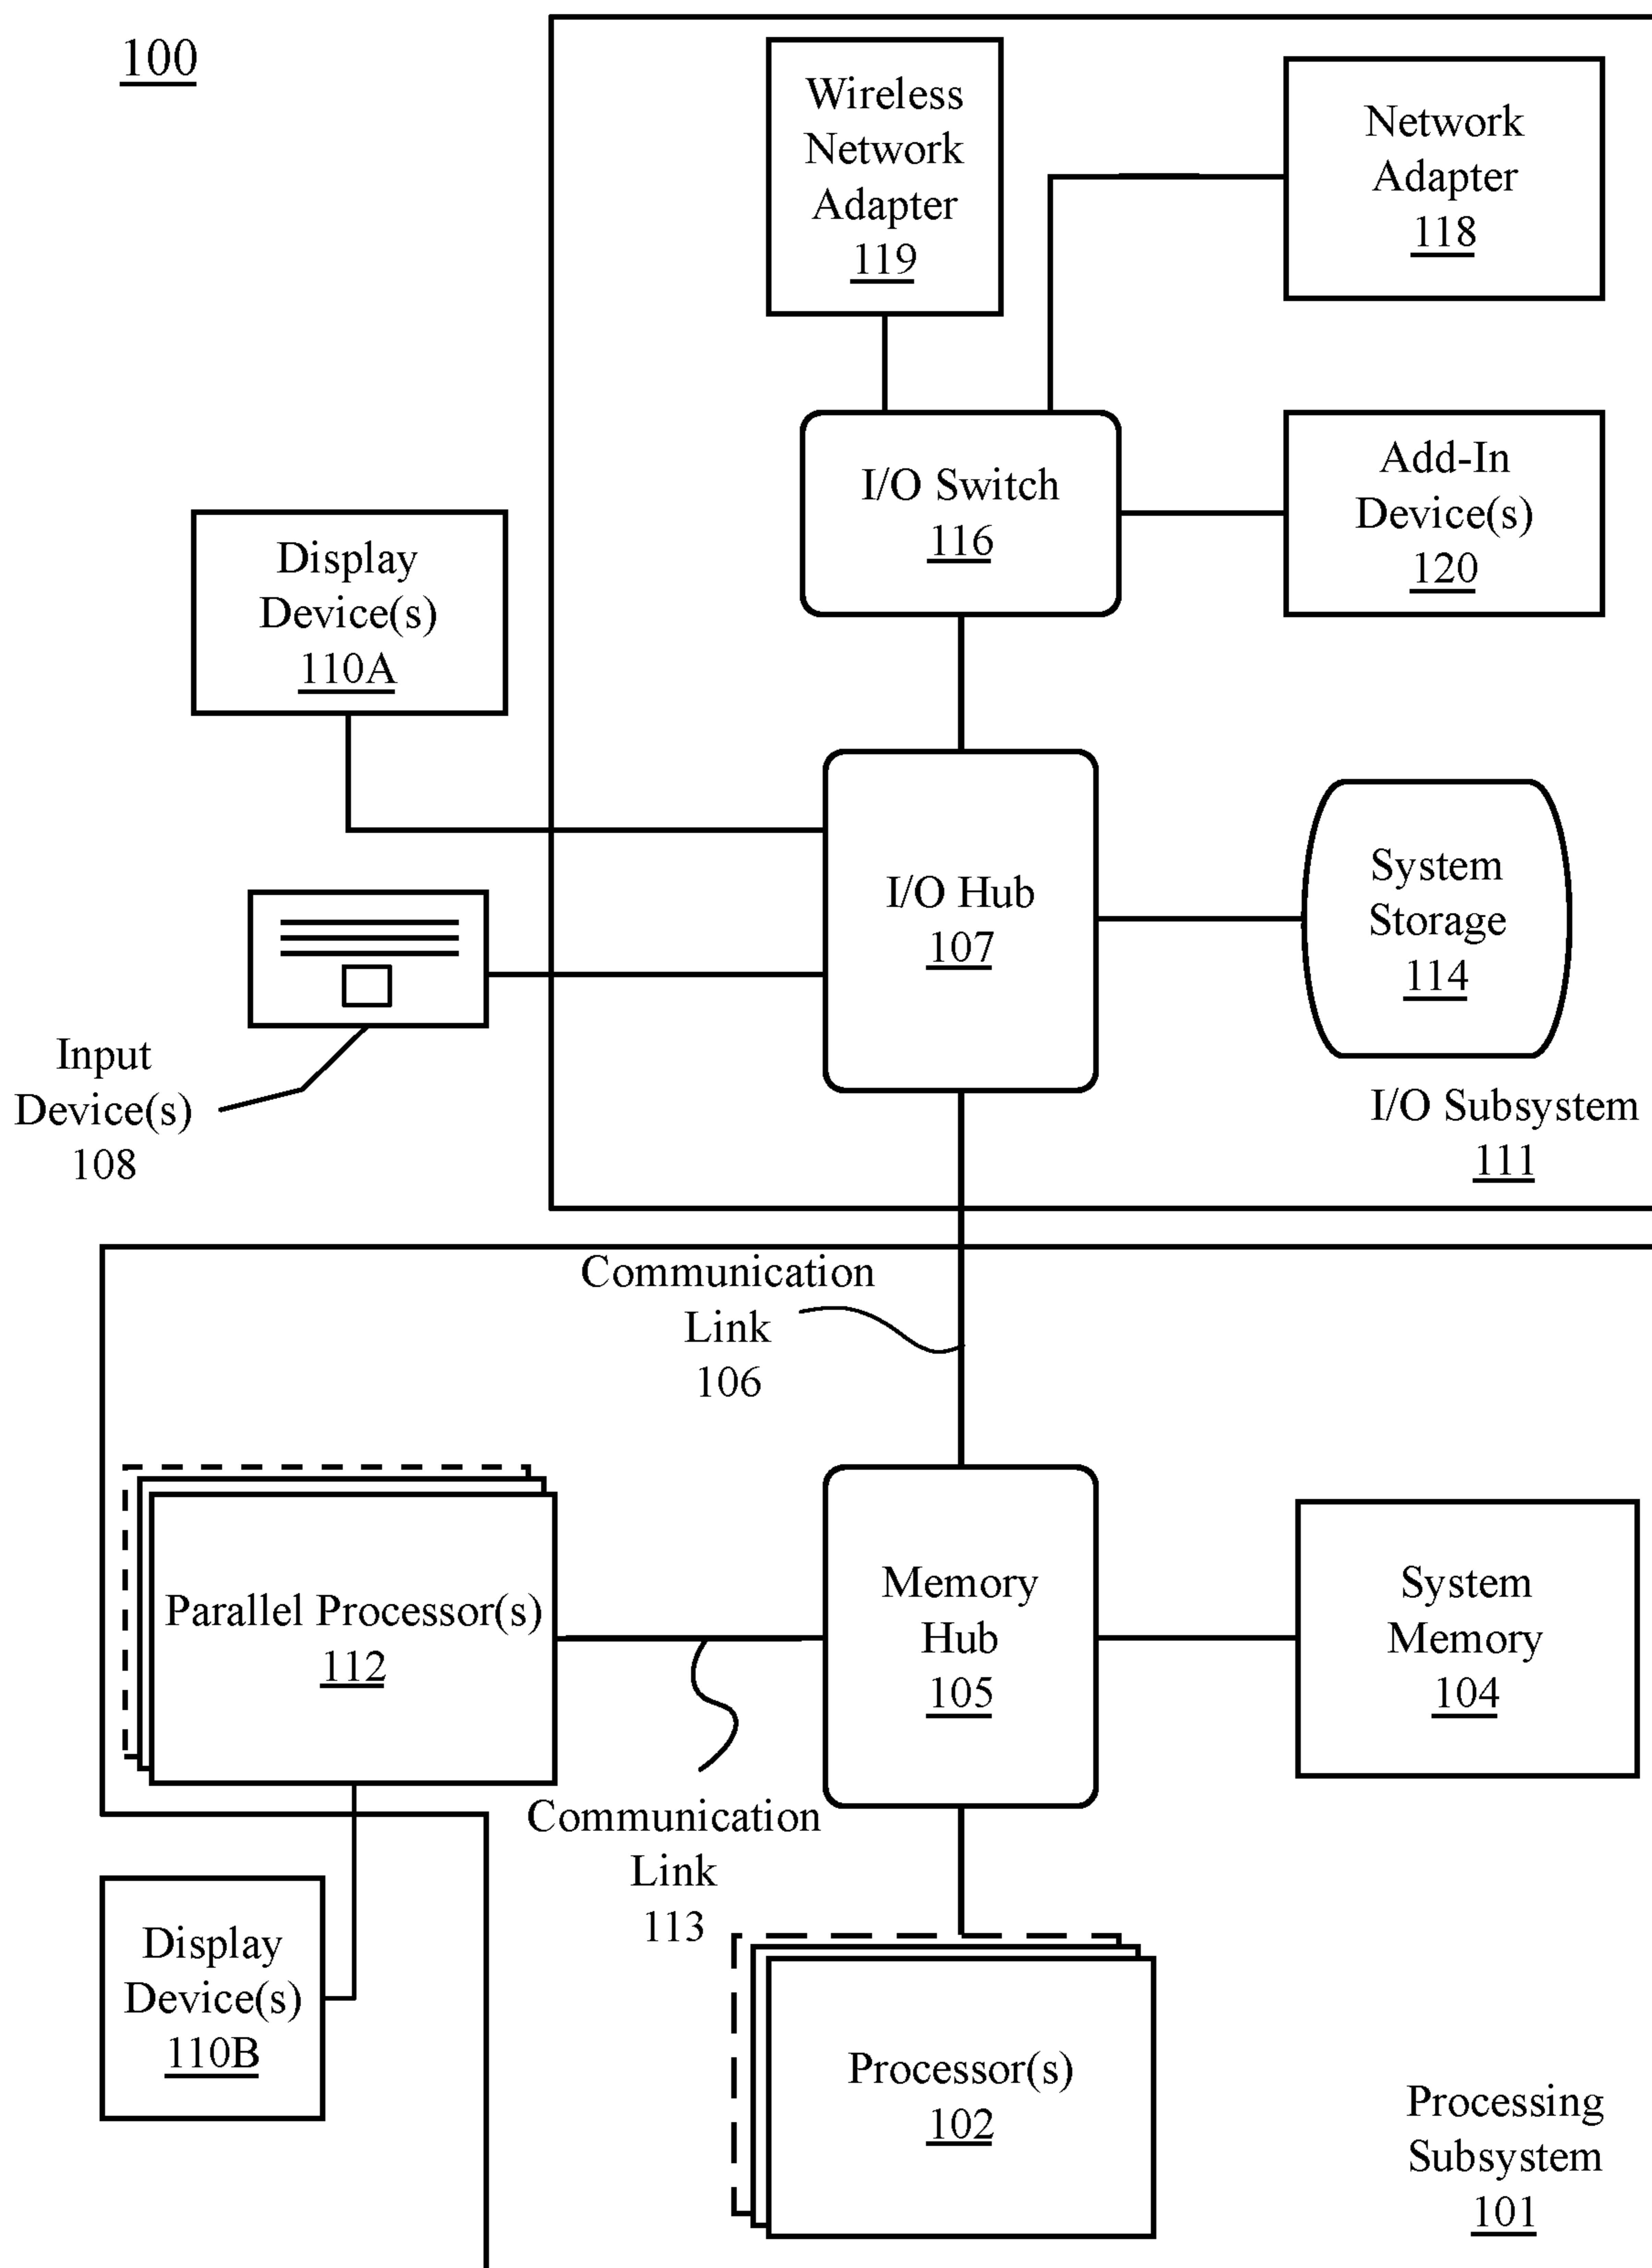 100
Wireless
Network
Adapter
119
Network
Adapter
118
I/O Switch
116
Add-In
Device(s)
120
Display
Device(s)
110A
I/O Hub
107
System
Storage
114
Input
Device(s)
108
I/O Subsystem
111
Communication
Link
106
Parallel Processor(s)
112
Memory
Hub
105
System
Memory
104
Communication
Link
113
Display
Device(s)
110B
Processor(s)
102
Processing
Subsystem
101